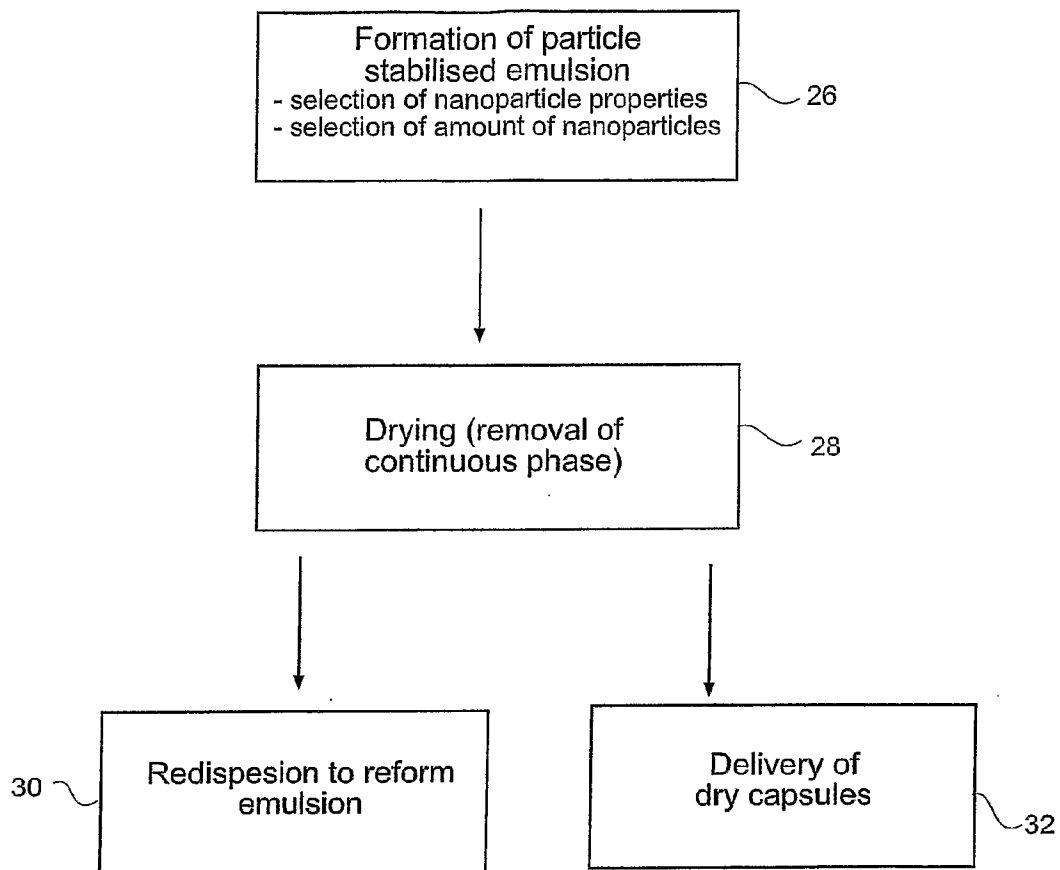 Formation of particle
stabilised emulsion
- selection of nanoparticle properties
- selection of amount of nanoparticles
26
Drying (removal of
continuous phase)
28
30
Redispesion to reform
emulsion
Delivery of
dry capsules
32